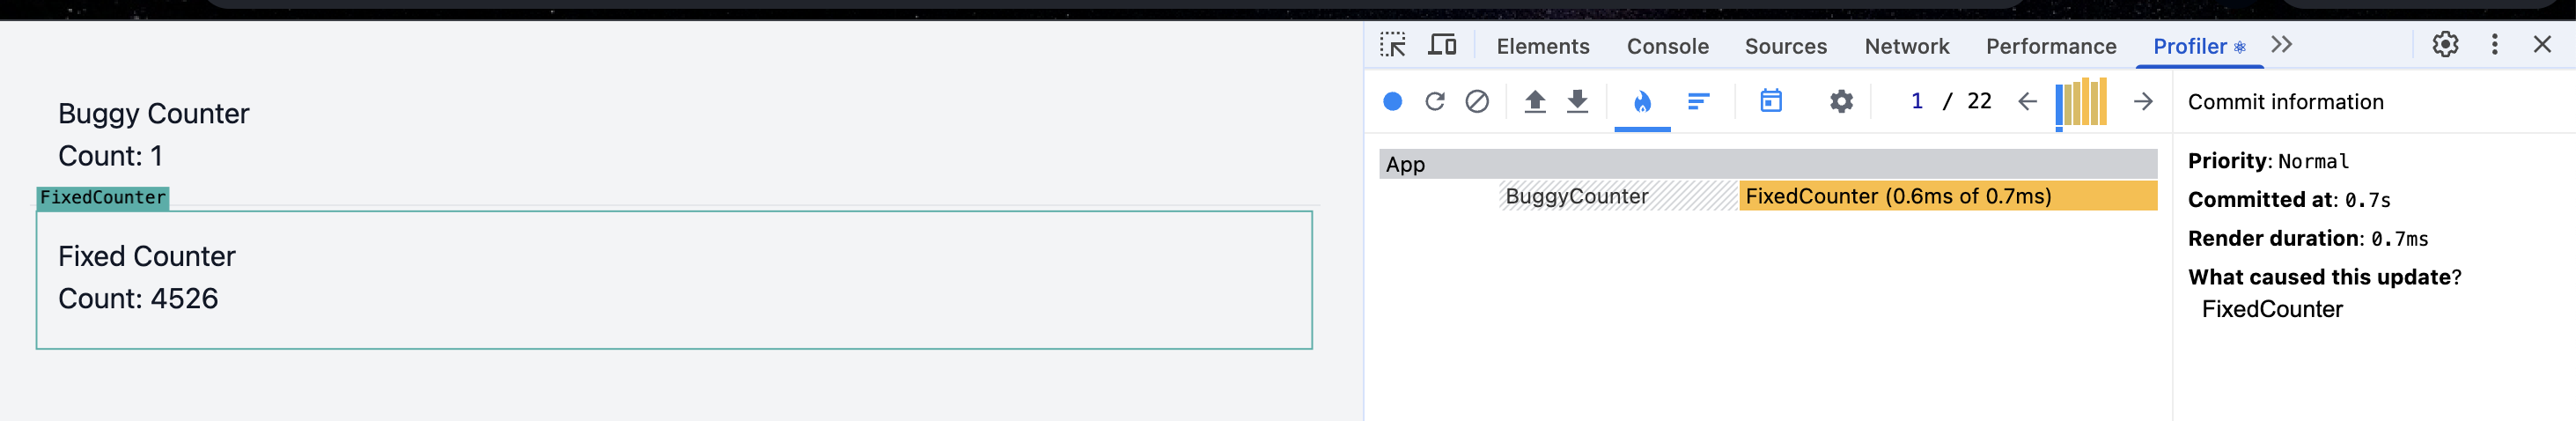 Elements Console Sources Network Performance Profiler
1 / 22
Commit information
Buggy Counter
Count: 1
FixedCounter
Fixed Counter
Count: 4526
App
BuggyCounter FixedCounter (0.6ms of 0.7ms)
Priority: Normal
Committed at: 0.7s
Render duration: 0.7ms
What caused this update?
FixedCounter